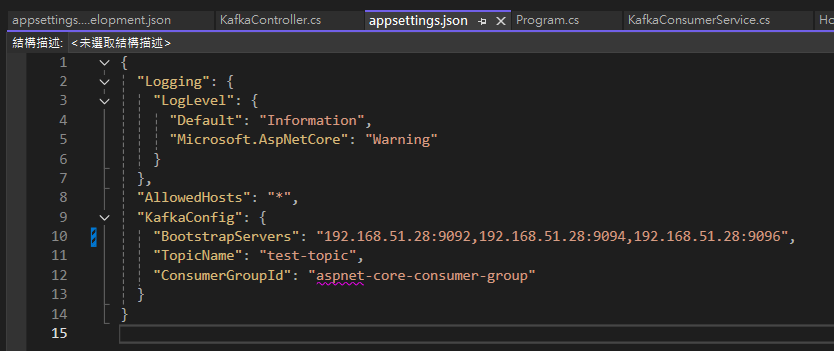 appsettings....elopment.json KafkaController.cs appsettings.json Program.cs KafkaConsumerService.cs Ho
結構描述: <未選取結構描述>
1 {
2 "Logging": {
3 "LogLevel": {
4 "Default": "Information",
5 "Microsoft.AspNetCore": "Warning"
6 }
7 },
8 "AllowedHosts": "*",
9 "KafkaConfig": {
10 "BootstrapServers": "192.168.51.28:9092,192.168.51.28:9094,192.168.51.28:9096",
11 "TopicName": "test-topic",
12 "ConsumerGroupId": "aspnet-core-consumer-group"
13 }
14 }
15